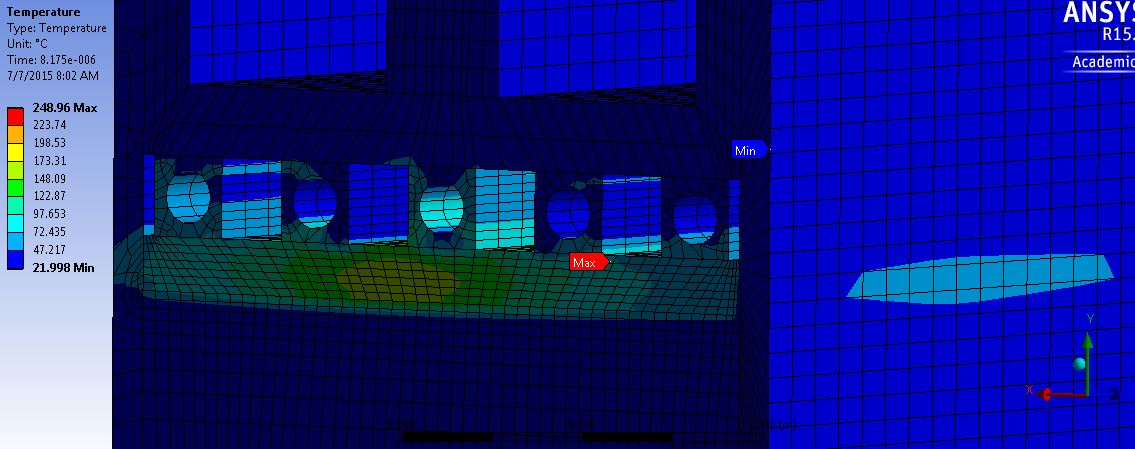 Temperature
Type: Temperature
Unit: °C
Time: 8.175e-006
7/7/2015 8:02 AM
248.96 Max
223.74
198.53
173.31
148.09
122.87
97.653
72.435
47.217
21.998 Min
ANSYS
R15.
Academic
Min
Max
Y
X